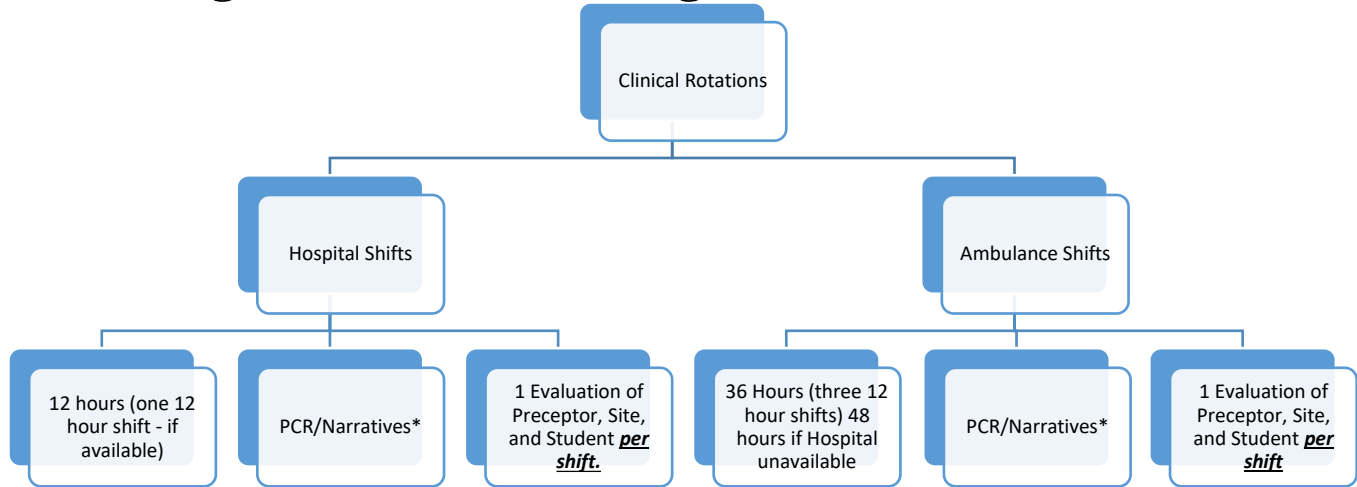 Clinical Rotations
Hospital Shifts
Ambulance Shifts
12 hours (one 12
hour shift - if
available)
PCR/Narratives*
1 Evaluation of
Preceptor, Site,
and Student per
shift.
36 Hours (three 12
hour shifts) 48
hours if Hospital
unavailable
PCR/Narratives*
1 Evaluation of
Preceptor, Site,
and Student per
shift